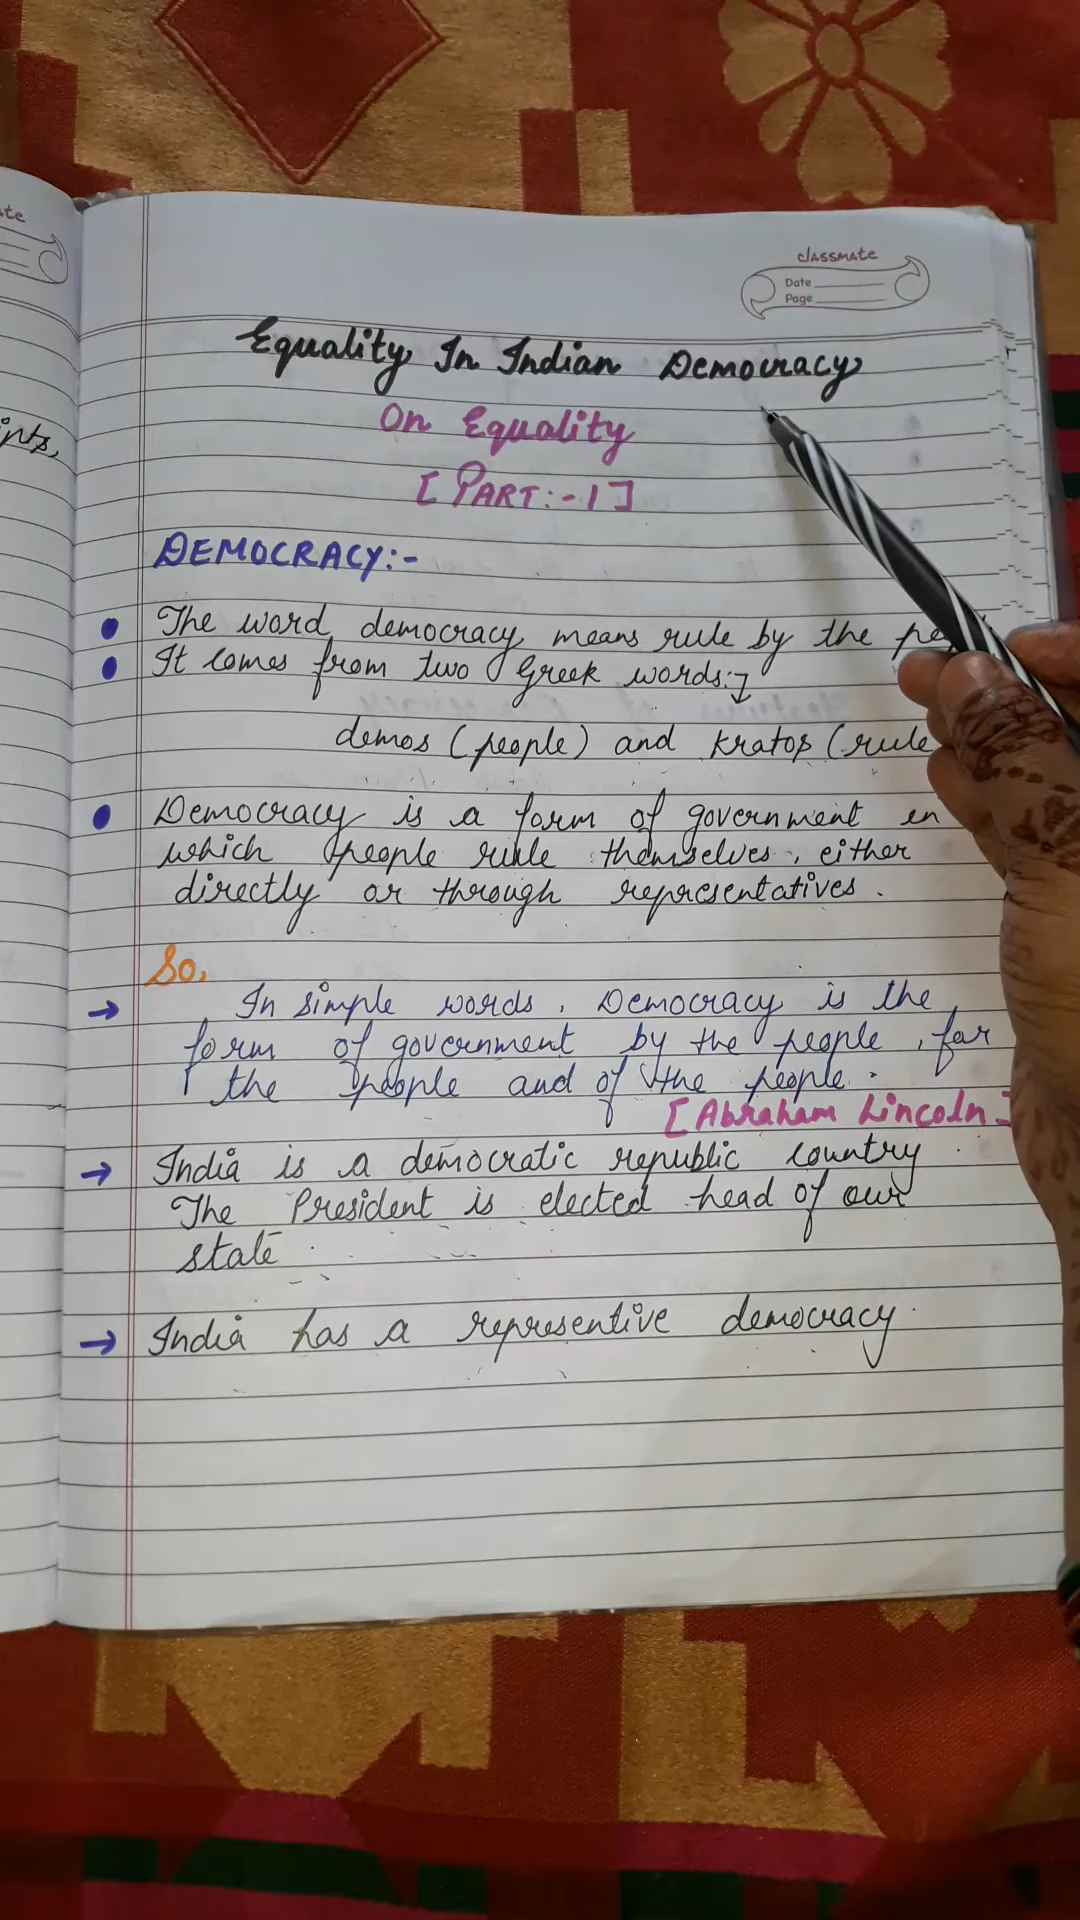 te
classmate
Date
Page
Equality In Indian Democracy
On Equality
[ PART:-1]
ints,
DEMOCRACY:-
The word democracy means rule by the pe
It comes from two Greek words:
demos (people) and kratos (rule
Democracy is a form of government in
which people rule themselves, either
directly or through representatives.
So,
In simple words, Democracy is the
form of government by the people, for
the people and of the people.
[Abraham Lincoln]
India is a democratic republic country.
The President is elected head of our
state
India has a representive democracy.